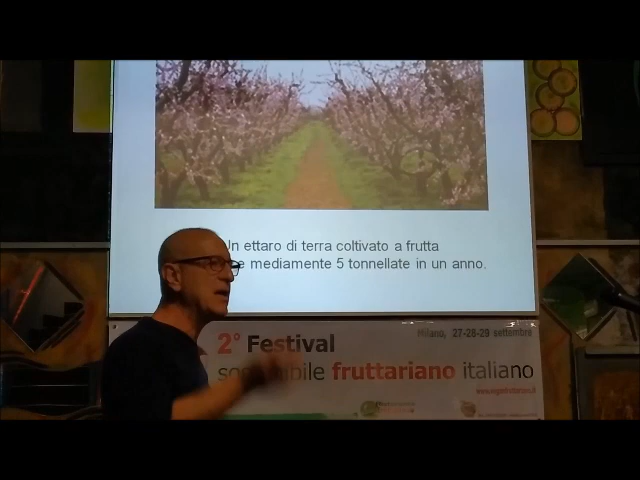 Un ettaro di terra coltivato a frutta
mediamente 5 tonnellate in un anno.
Milano, 27-28-29 settembre
2° Festival
fruttariano italiano